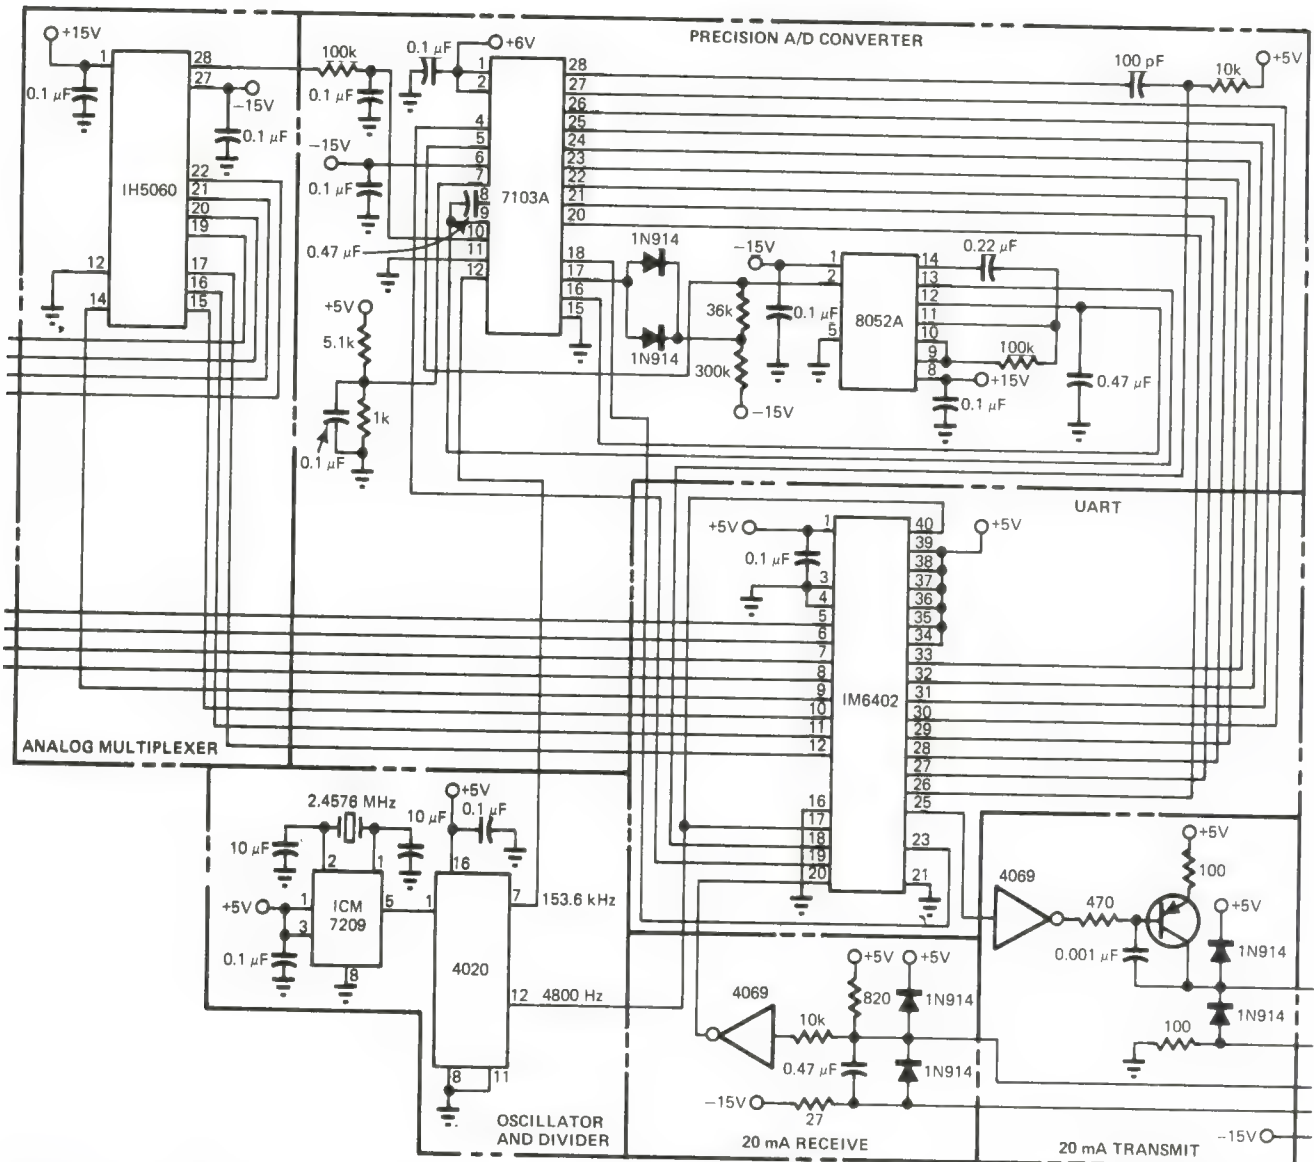 PRECISION A/D CONVERTER
+15V
1
28
27
0.1 µF
−15V
0.1 µF
22
21
20
19
IH5060
12
17
16
15
14
ANALOG MULTIPLEXER
100k
0.1 µF
0.1 µF
+6V
1
2
4
5
6
7
8
9
10
11
12
7103A
28
27
26
25
24
23
22
21
20
18
17
16
15
−15V
0.1 µF
0.47 µF
+5V
5.1k
1k
0.1 µF
1N914
1N914
36k
300k
−15V
−15V
0.1 µF
1
2
5
8052A
14
13
12
11
10
9
8
0.22 µF
100k
+15V
0.1 µF
0.47 µF
100 pF
10k
+5V
UART
+5V
0.1 µF
1
3
4
5
6
7
8
9
10
11
12
16
17
18
19
20
IM6402
40
39
38
37
36
35
34
33
32
31
30
29
28
27
26
25
23
21
+5V
2.4576 MHz
10 µF
10 µF
2
1
+5V
1
3
ICM
7209
5
8
0.1 µF
+5V
0.1 µF
16
1
4020
7
153.6 kHz
12
4800 Hz
8
11
OSCILLATOR
AND DIVIDER
4069
10k
+5V
820
+5V
1N914
0.47 µF
1N914
−15V
27
20 mA RECEIVE
4069
470
0.001 µF
+5V
100
+5V
1N914
1N914
100
−15V
20 mA TRANSMIT